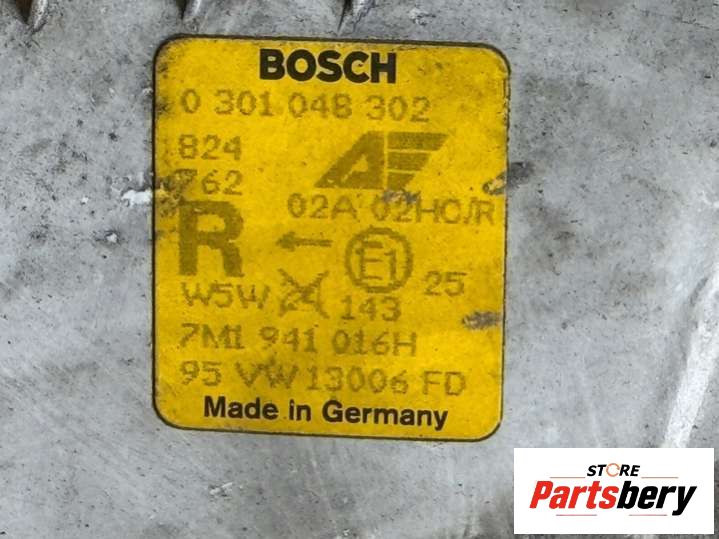 BOSCH
0 301 048 302
824
762
02A 02HC/R
R
E1
25
W5W 24 143
7M1 941 016H
95 VW 13006 FD
Made in Germany
STORE
Partsbery